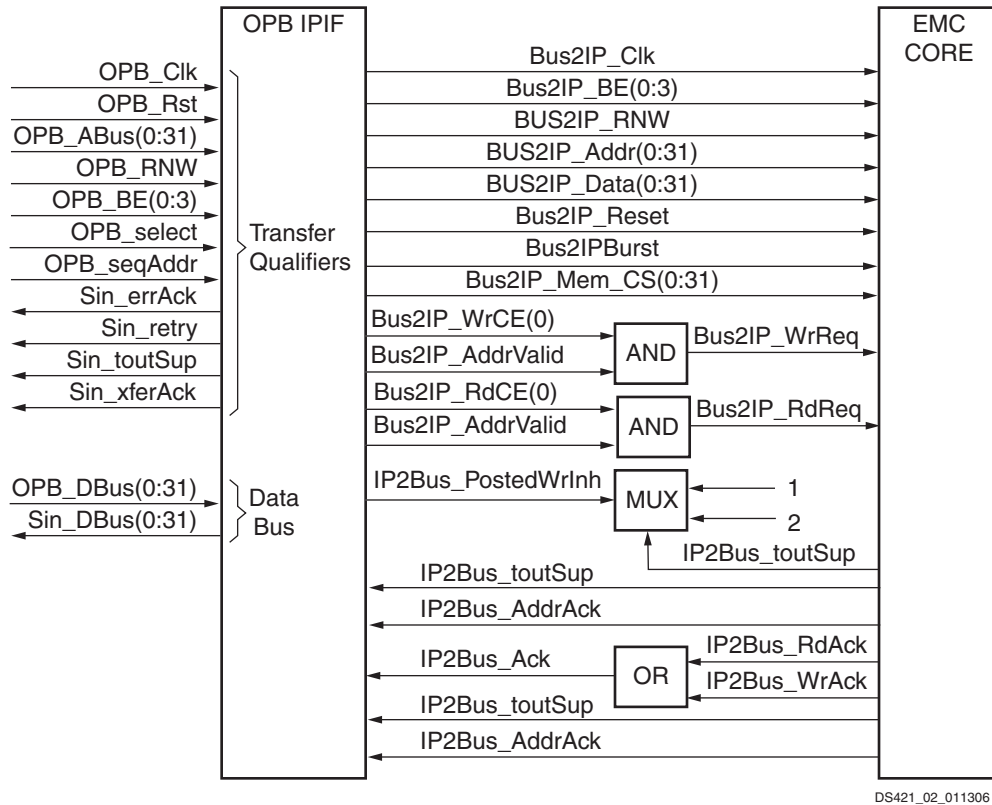 OPB IPIF
EMC
CORE
OPB_Clk
OPB_Rst
OPB_ABus(0:31)
OPB_RNW
OPB_BE(0:3)
OPB_select
OPB_seqAddr
Sin_errAck
Sin_retry
Sin_toutSup
Sin_xferAck
Transfer
Qualifiers
OPB_DBus(0:31)
Sin_DBus(0:31)
Data
Bus
Bus2IP_Clk
Bus2IP_BE(0:3)
BUS2IP_RNW
BUS2IP_Addr(0:31)
BUS2IP_Data(0:31)
Bus2IP_Reset
Bus2IPBurst
Bus2IP_Mem_CS(0:31)
Bus2IP_WrCE(0)
Bus2IP_AddrValid
AND
Bus2IP_WrReq
Bus2IP_RdCE(0)
Bus2IP_AddrValid
AND
Bus2IP_RdReq
IP2Bus_PostedWrInh
MUX
1
2
IP2Bus_toutSup
IP2Bus_toutSup
IP2Bus_AddrAck
IP2Bus_Ack
OR
IP2Bus_RdAck
IP2Bus_WrAck
IP2Bus_toutSup
IP2Bus_AddrAck
DS421_02_011306